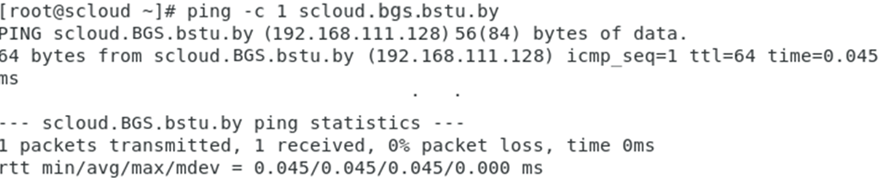 [root@scloud ~]# ping -c 1 scloud.bgs.bstu.by
PING scloud.BGS.bstu.by (192.168.111.128) 56(84) bytes of data.
64 bytes from scloud.BGS.bstu.by (192.168.111.128) icmp_seq=1 ttl=64 time=0.045
ms
--- scloud.BGS.bstu.by ping statistics ---
1 packets transmitted, 1 received, 0% packet loss, time 0ms
rtt min/avg/max/mdev = 0.045/0.045/0.045/0.000 ms